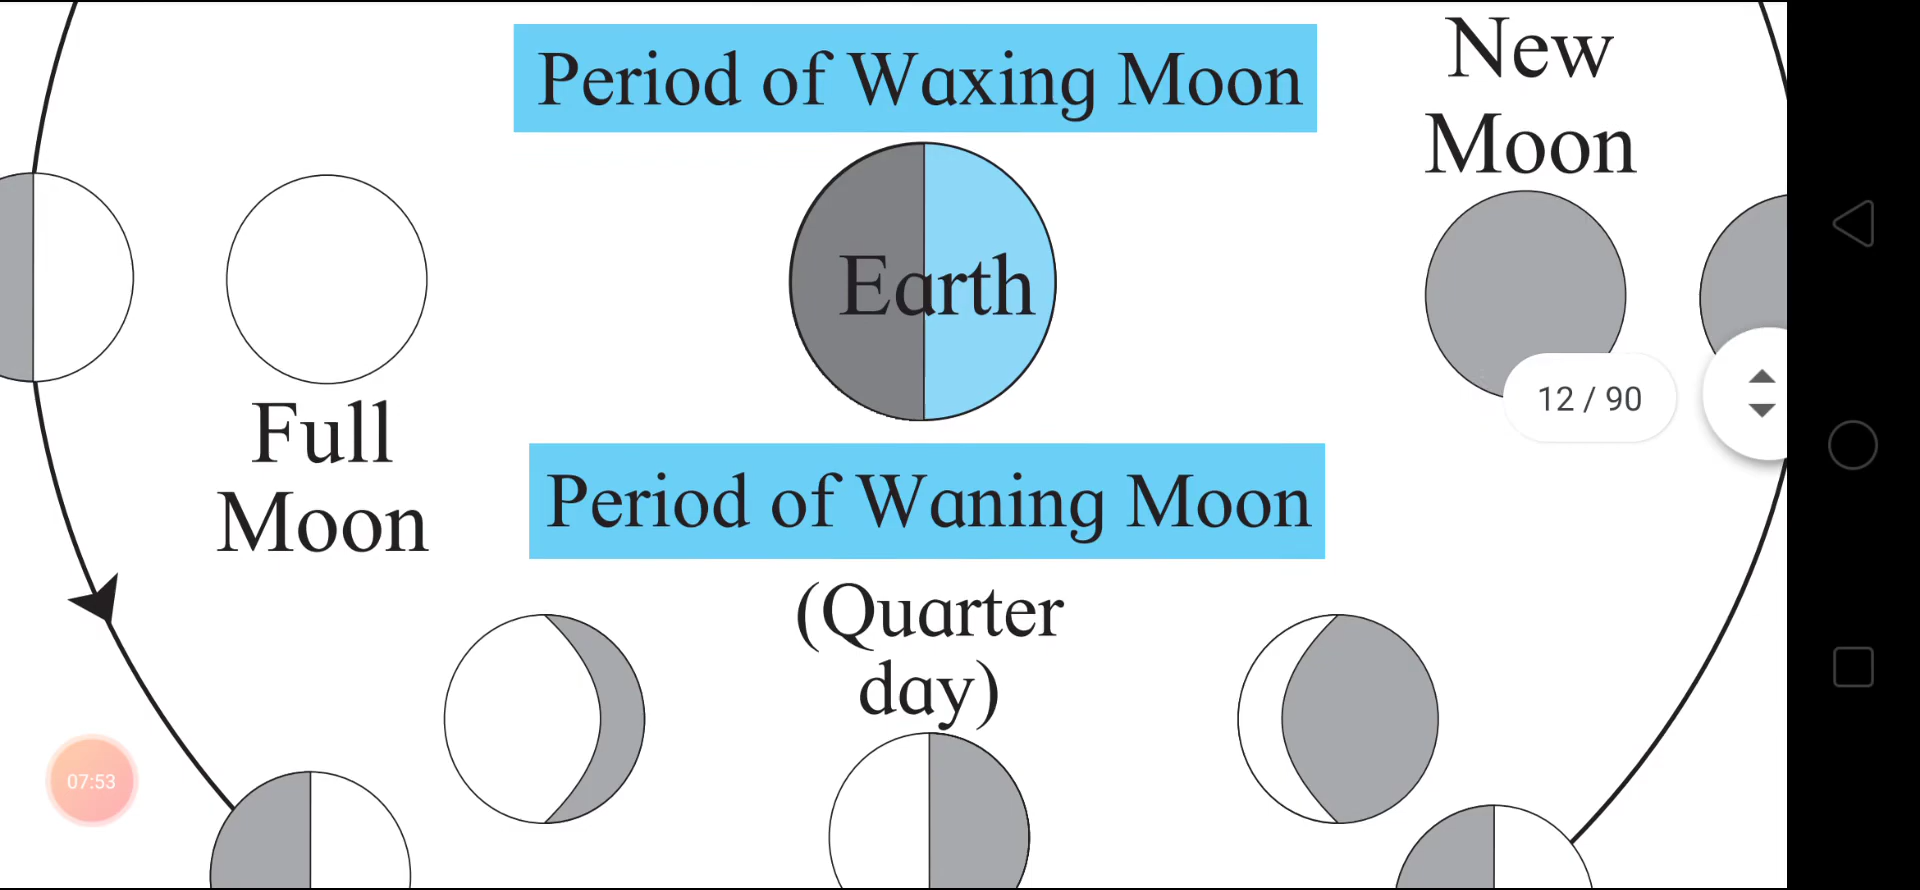 Period of Waxing Moon
New
Moon
Earth
12 / 90
Full
Moon
Period of Waning Moon
(Quarter
day)
07:53